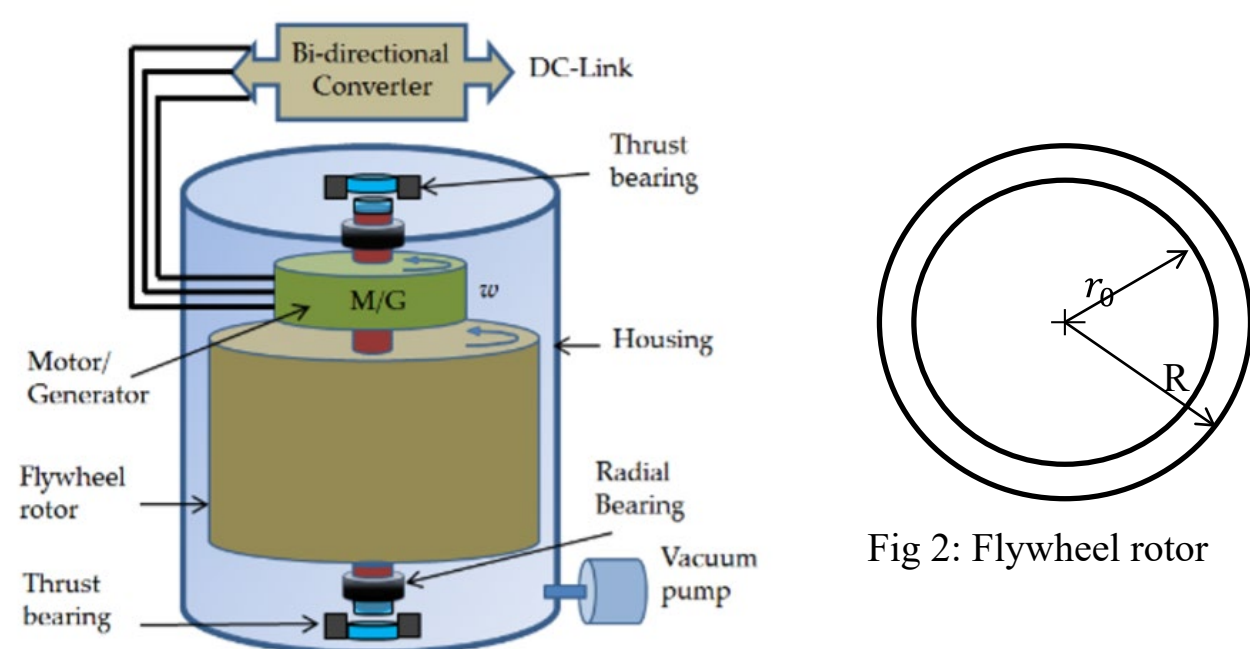 Bi-directional
Converter
DC-Link
Thrust
bearing
M/G
w
Motor/
Generator
Housing
Flywheel
rotor
Radial
Bearing
Thrust
bearing
Vacuum
pump
r₀
R
Fig 2: Flywheel rotor